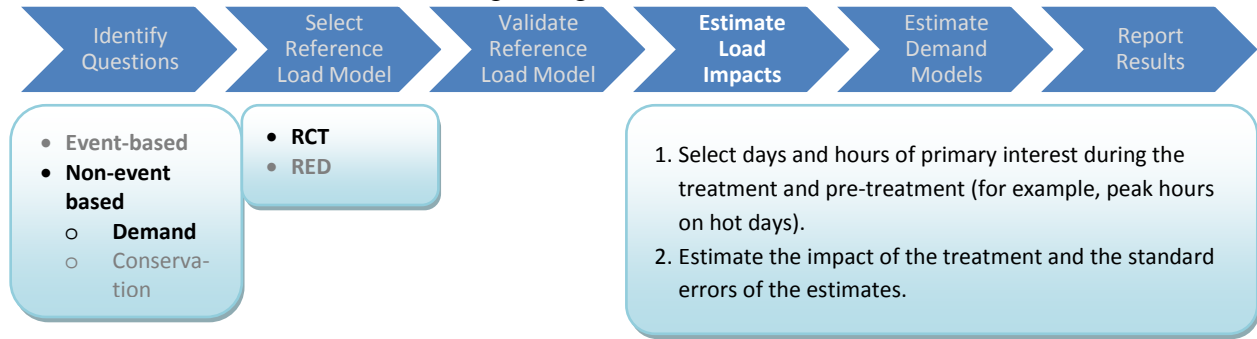 Identify
Questions
Select
Reference
Load Model
Validate
Reference
Load Model
Estimate
Load
Impacts
Estimate
Demand
Models
Report
Results
• Event-based
• Non-event
based
o Demand
o Conserva-
tion
• RCT
• RED
1. Select days and hours of primary interest during the
treatment and pre-treatment (for example, peak hours
on hot days).
2. Estimate the impact of the treatment and the standard
errors of the estimates.